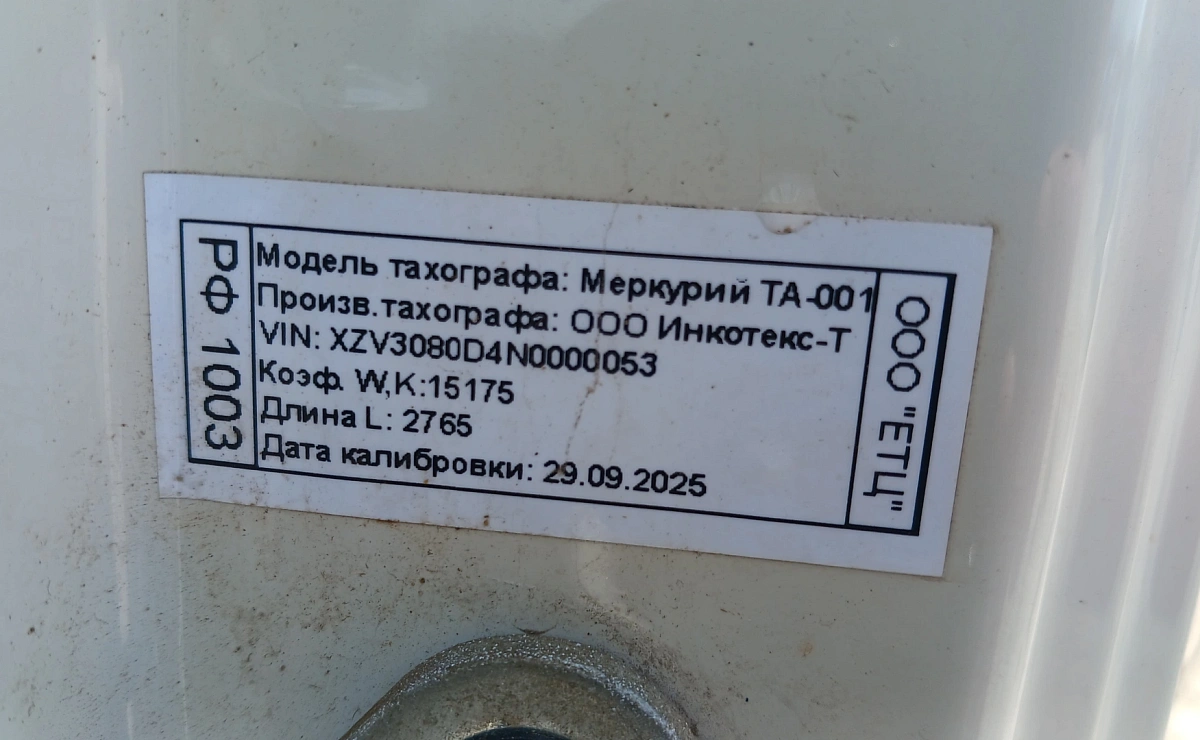 РФ 1003
Модель тахографа: Меркурий ТА-001
Произв.тахографа: ООО Инкотекс-Т
VIN: XZV3080D4N0000053
Коэф. W,K:15175
Длина L: 2765
Дата калибровки: 29.09.2025
ООО "ЕТЦ"